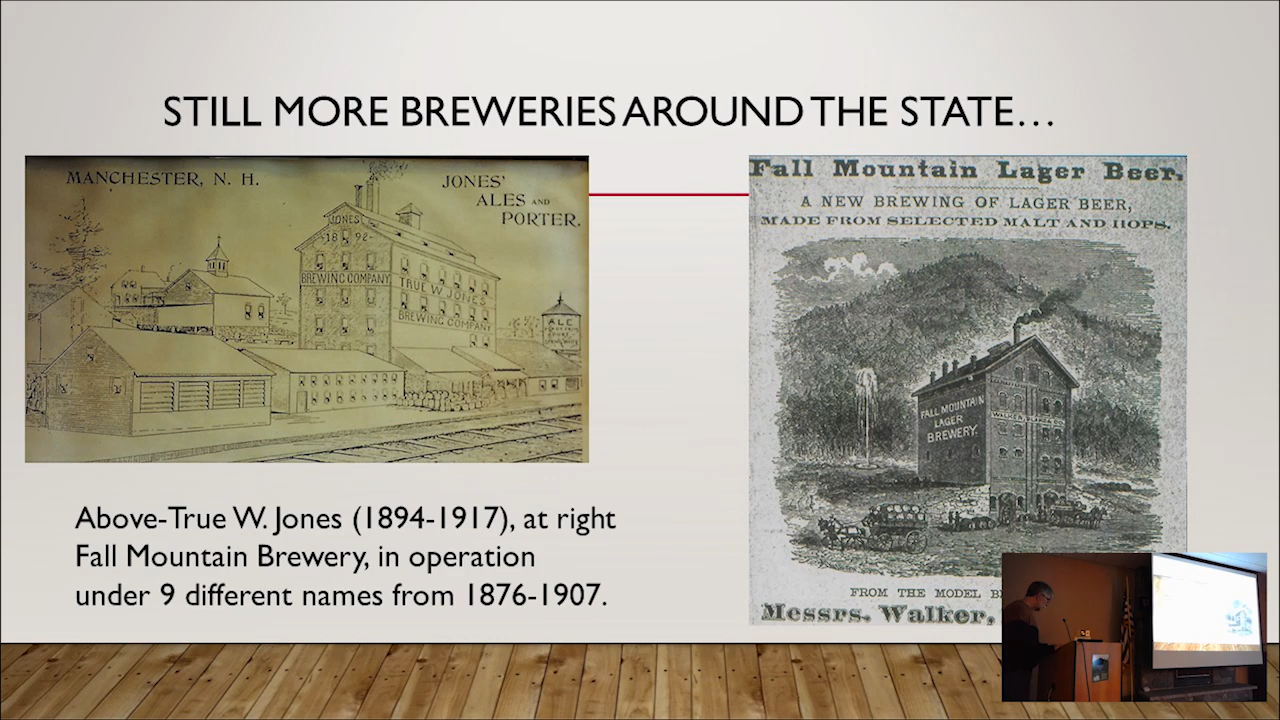 STILL MORE BREWERIES AROUND THE STATE…
MANCHESTER, N. H.
JONES'
ALES AND
PORTER.
JONES
1892
BREWING COMPANY
TRUE W. JONES
BREWING COMPANY
ALE
Fall Mountain Lager Beer.
A NEW BREWING OF LAGER BEER,
MADE FROM SELECTED MALT AND HOPS.
FALL MOUNTAIN
LAGER
BREWERY.
FROM THE MODEL
Messrs. Walker,
Above-True W. Jones (1894-1917), at right
Fall Mountain Brewery, in operation
under 9 different names from 1876-1907.